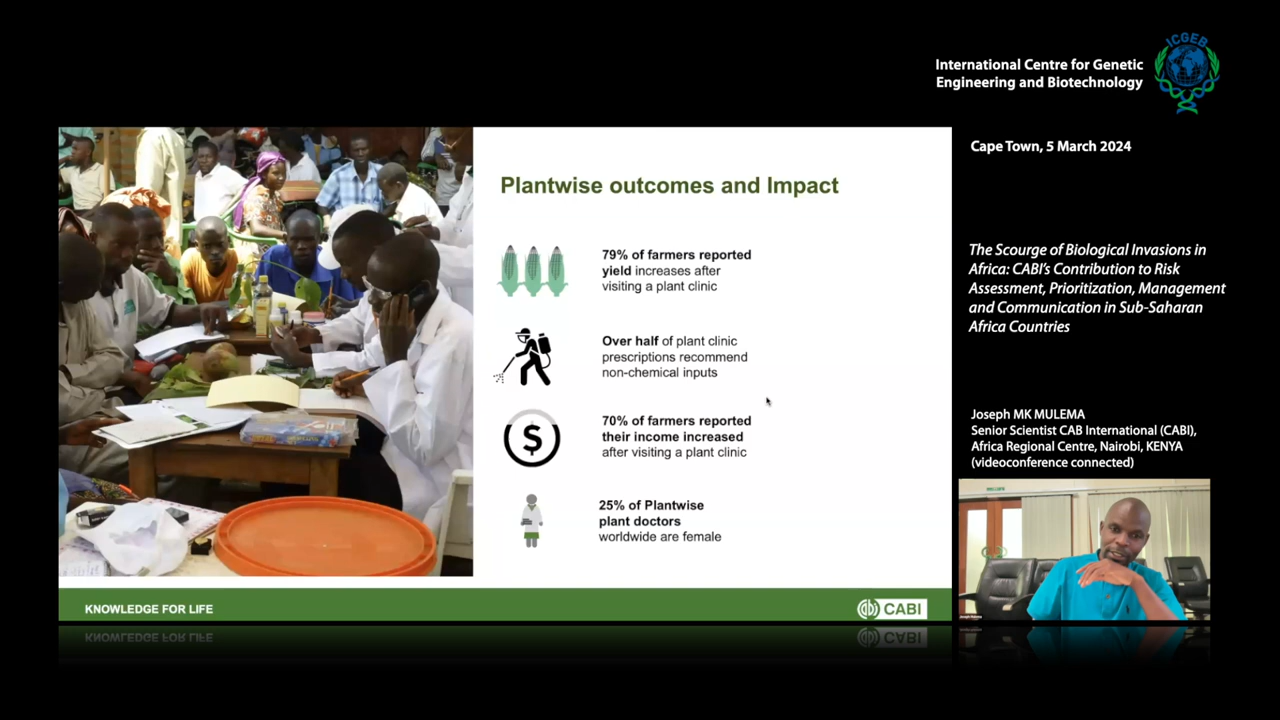 ICGEB
International Centre for Genetic
Engineering and Biotechnology
Cape Town, 5 March 2024
Plantwise outcomes and Impact
79% of farmers reported
yield increases after
visiting a plant clinic
Over half of plant clinic
prescriptions recommend
non-chemical inputs
70% of farmers reported
their income increased
after visiting a plant clinic
25% of Plantwise
plant doctors
worldwide are female
KNOWLEDGE FOR LIFE
CABI
The Scourge of Biological Invasions in
Africa: CABI's Contribution to Risk
Assessment, Prioritization, Management
and Communication in Sub-Saharan
Africa Countries
Joseph MK MULEMA
Senior Scientist CAB International (CABI),
Africa Regional Centre, Nairobi, KENYA
(videoconference connected)